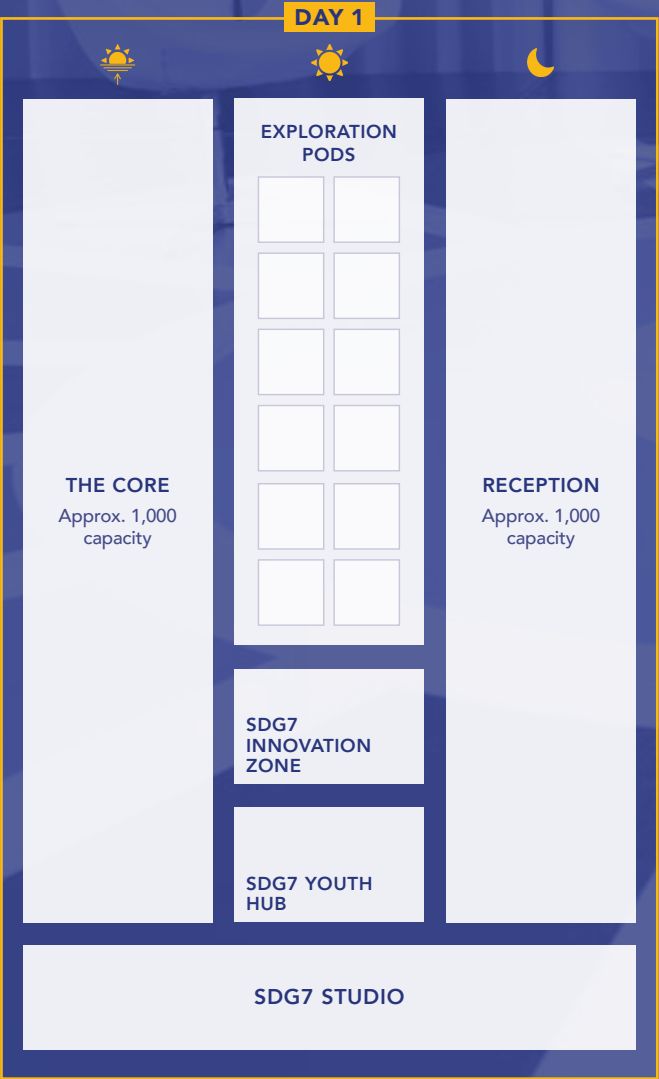 DAY 1
THE CORE
Approx. 1,000
capacity
EXPLORATION
PODS
SDG7
INNOVATION
ZONE
SDG7 YOUTH
HUB
RECEPTION
Approx. 1,000
capacity
SDG7 STUDIO